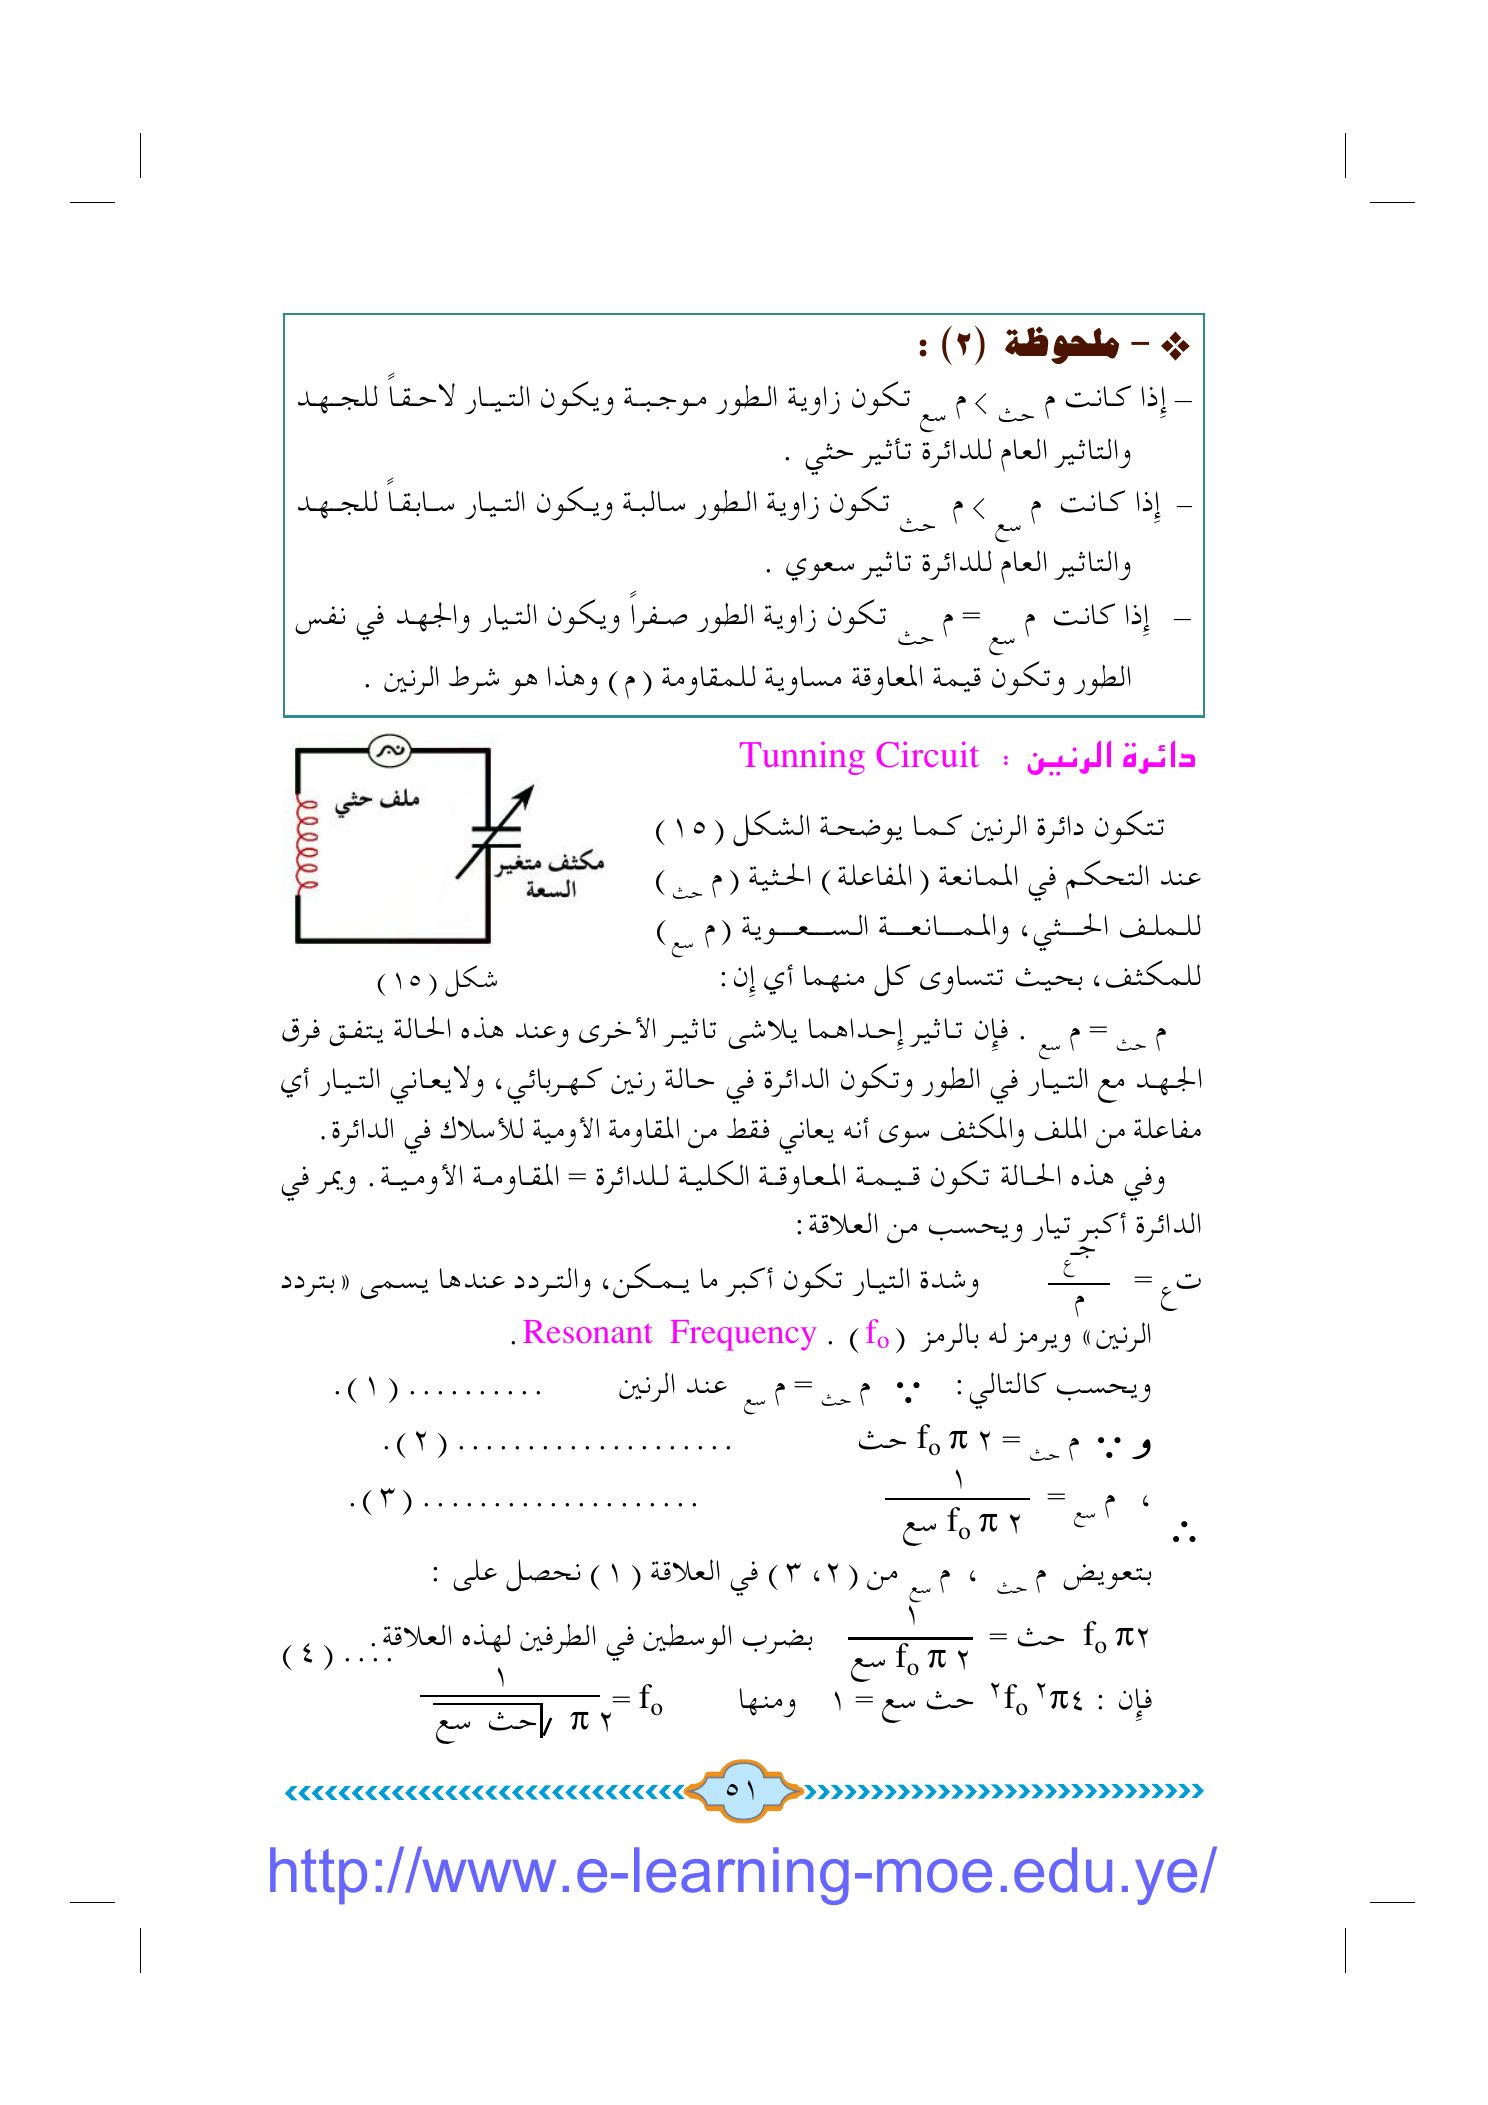 ❖ - ملحوظة (٢) :
– إِذا كانت م حث > م سع تكون زاوية الطور موجبة ويكون التيار لاحقاً للجهد
والتاثير العام للدائرة تأثير حثي .
– إِذا كانت م سع > م حث تكون زاوية الطور سالبة ويكون التيار سابقاً للجهد
والتاثير العام للدائرة تاثير سعوي .
– إِذا كانت م سع = م حث تكون زاوية الطور صفراً ويكون التيار والجهد في نفس
الطور وتكون قيمة المعاوقة مساوية للمقاومة (م) وهذا هو شرط الرنين .
دائرة الرنين : Tunning Circuit
ملف حثي
مكثف متغير
السعة
شكل (١٥)
تتكون دائرة الرنين كما يوضحة الشكل (١٥)
عند التحكم في الممانعة (المفاعلة) الحثية (م حث)
للملف الحثي، والممانعة السعوية (م سع)
للمكثف، بحيث تتساوى كل منهما أي إِن:
م حث = م سع . فإِن تاثير إِحداهما يلاشى تاثير الأخرى وعند هذه الحالة يتفق فرق
الجهد مع التيار في الطور وتكون الدائرة في حالة رنين كهربائي، ولايعاني التيار أي
مفاعلة من الملف والمكثف سوى أنه يعاني فقط من المقاومة الأومية للأسلاك في الدائرة.
وفي هذه الحالة تكون قيمة المعاوقة الكلية للدائرة = المقاومة الأومية. ويمر في
الدائرة أكبر تيار ويحسب من العلاقة:
ت ع = جـ ع / م وشدة التيار تكون أكبر ما يمكن، والتردد عندها يسمى «بتردد
الرنين» ويرمز له بالرمز (f₀) . Resonant Frequency .
ويحسب كالتالي: ∵ م حث = م سع عند الرنين .......... (١).
و ∵ م حث = ٢ π f₀ حث .................... (٢).
، م سع = ١ / ٢ π f₀ سع .................... (٣).
∴
بتعويض م حث ، م سع من (٢، ٣) في العلاقة (١) نحصل على :
٢π f₀ حث = ١ / ٢ π f₀ سع بضرب الوسطين في الطرفين لهذه العلاقة. .... (٤)
فإِن : ٤π٢ f₀٢ حث سع = ١ ومنها f₀ = ١ / ٢ π √حث سع
٥١
http://www.e-learning-moe.edu.ye/